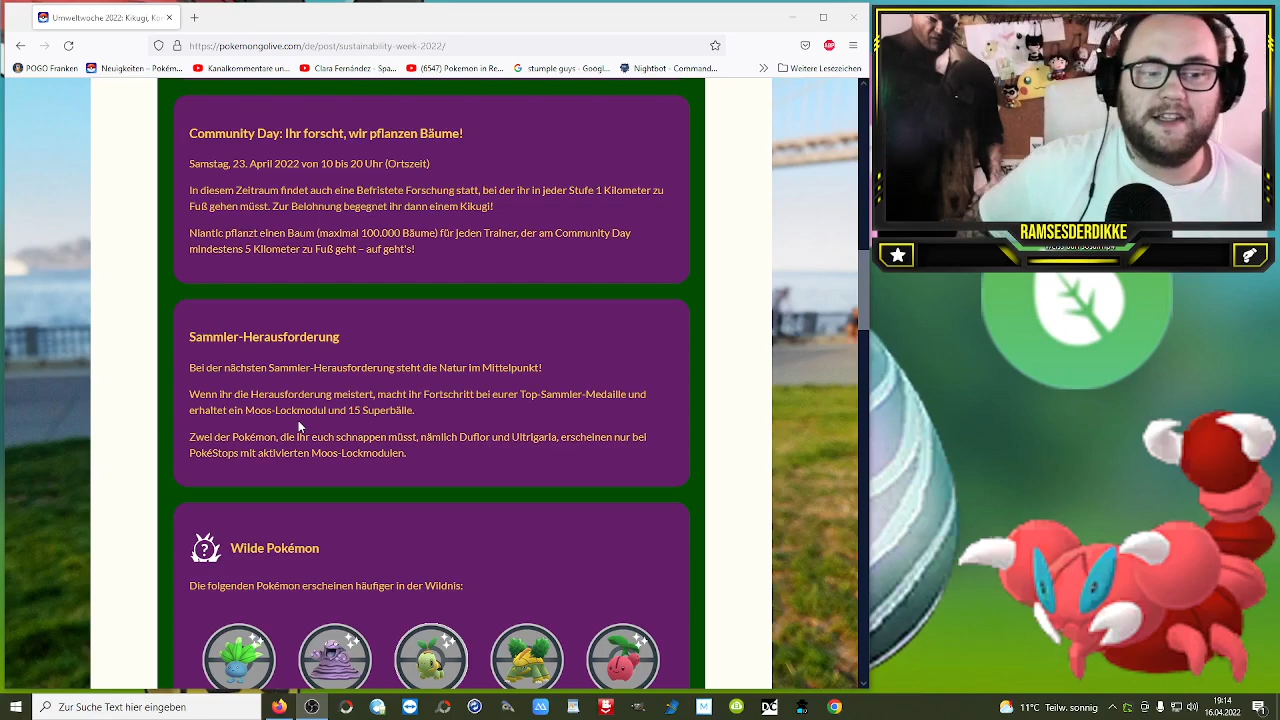 Umweltwoche 2022: Kikugi, Kon
https://pokemongolive.com/de/post/sustainability-week-2022/
POGO Franken
Neuigkeiten – Pokém...
Kanalkommentare un...
(6547) Pokemon in Re...
stumple guys - Googl...
Nightbot - Command...
Weitere Lesezeichen
Community Day: Ihr forscht, wir pflanzen Bäume!
Samstag, 23. April 2022 von 10 bis 20 Uhr (Ortszeit)
In diesem Zeitraum findet auch eine Befristete Forschung statt, bei der ihr in jeder Stufe 1 Kilometer zu
Fuß gehen müsst. Zur Belohnung begegnet ihr dann einem Kikugi!
Niantic pflanzt einen Baum (maximal 100.000 Bäume) für jeden Trainer, der am Community Day
mindestens 5 Kilometer zu Fuß geht – auf geht's!
Sammler-Herausforderung
Bei der nächsten Sammler-Herausforderung steht die Natur im Mittelpunkt!
Wenn ihr die Herausforderung meistert, macht ihr Fortschritt bei eurer Top-Sammler-Medaille und
erhaltet ein Moos-Lockmodul und 15 Superbälle.
Zwei der Pokémon, die ihr euch schnappen müsst, nämlich Duflor und Ultrigaria, erscheinen nur bei
PokéStops mit aktivierten Moos-Lockmodulen.
Wilde Pokémon
Die folgenden Pokémon erscheinen häufiger in der Wildnis:
RAMSESDERDIKKE
Zur Suche Text hier eingeben
11°C Teilw. sonnig
19:14
16.04.2022